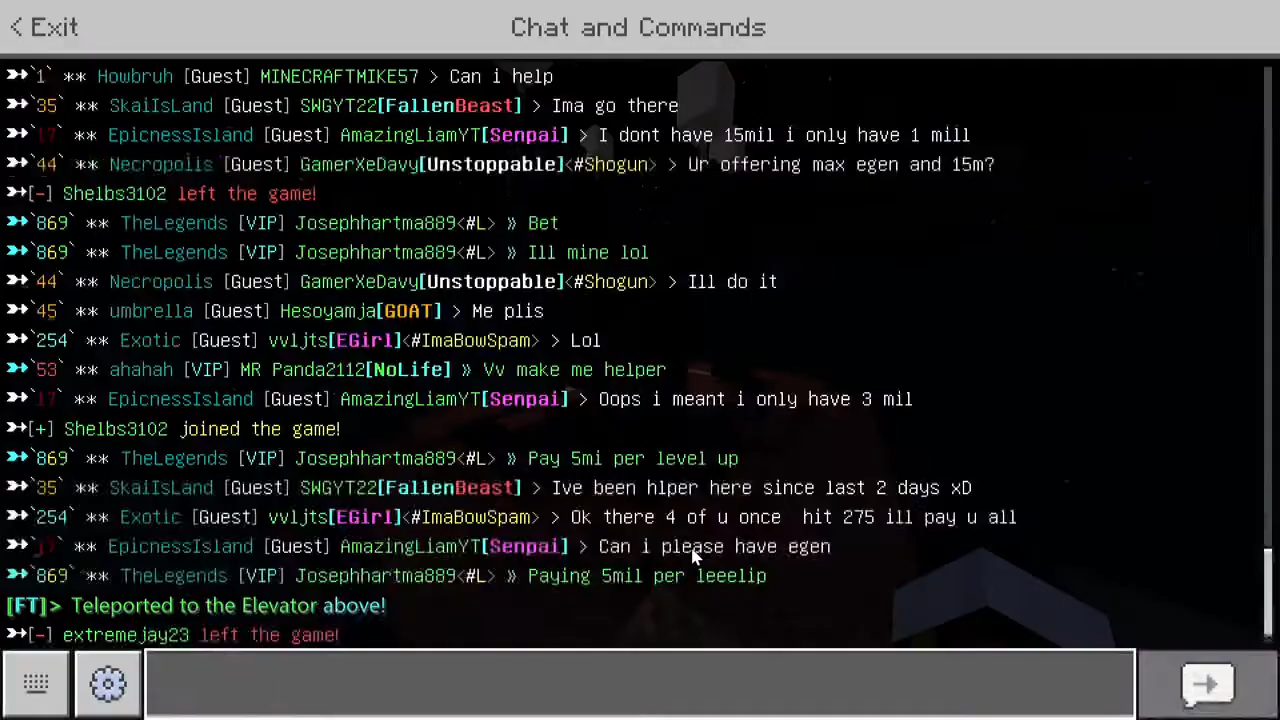 < Exit
Chat and Commands
➳`1` ** Howbruh [Guest] MINECRAFTMIKE57 > Can i help
➳`35` ** SkaiIsLand [Guest] SWGYT22[FallenBeast] > Ima go there
➳`17` ** EpicnessIsland [Guest] AmazingLiamYT[Senpai] > I dont have 15mil i only have 1 mill
➳`44` ** Necropolis [Guest] GamerXeDavy[Unstoppable]<#Shogun> > Ur offering max egen and 15m?
➳[-] Shelbs3102 left the game!
➳`869` ** TheLegends [VIP] Josephhartma889<#L> » Bet
➳`869` ** TheLegends [VIP] Josephhartma889<#L> » Ill mine lol
➳`44` ** Necropolis [Guest] GamerXeDavy[Unstoppable]<#Shogun> > Ill do it
➳`45` ** umbrella [Guest] Hesoyamja[GOAT] > Me plis
➳`254` ** Exotic [Guest] vvljts[EGirl]<#ImaBowSpam> > Lol
➳`53` ** ahahah [VIP] MR Panda2112[NoLife] » Vv make me helper
➳`17` ** EpicnessIsland [Guest] AmazingLiamYT[Senpai] > Oops i meant i only have 3 mil
➳[+] Shelbs3102 joined the game!
➳`869` ** TheLegends [VIP] Josephhartma889<#L> » Pay 5mi per level up
➳`35` ** SkaiIsLand [Guest] SWGYT22[FallenBeast] > Ive been hlper here since last 2 days xD
➳`254` ** Exotic [Guest] vvljts[EGirl]<#ImaBowSpam> > Ok there 4 of u once hit 275 ill pay u all
➳`17` ** EpicnessIsland [Guest] AmazingLiamYT[Senpai] > Can i please have egen
➳`869` ** TheLegends [VIP] Josephhartma889<#L> » Paying 5mil per leeelip
[FT]> Teleported to the Elevator above!
➳[-] extremejay23 left the game!